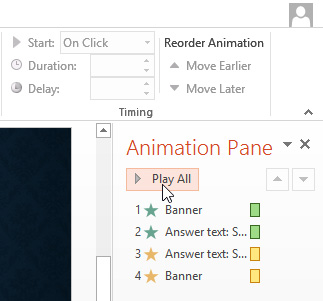 Start: On Click
Reorder Animation
Duration:
Move Earlier
Delay:
Move Later
Timing
Animation Pane
Play All
1 Banner
2 Answer text: S...
3 Answer text: S...
4 Banner